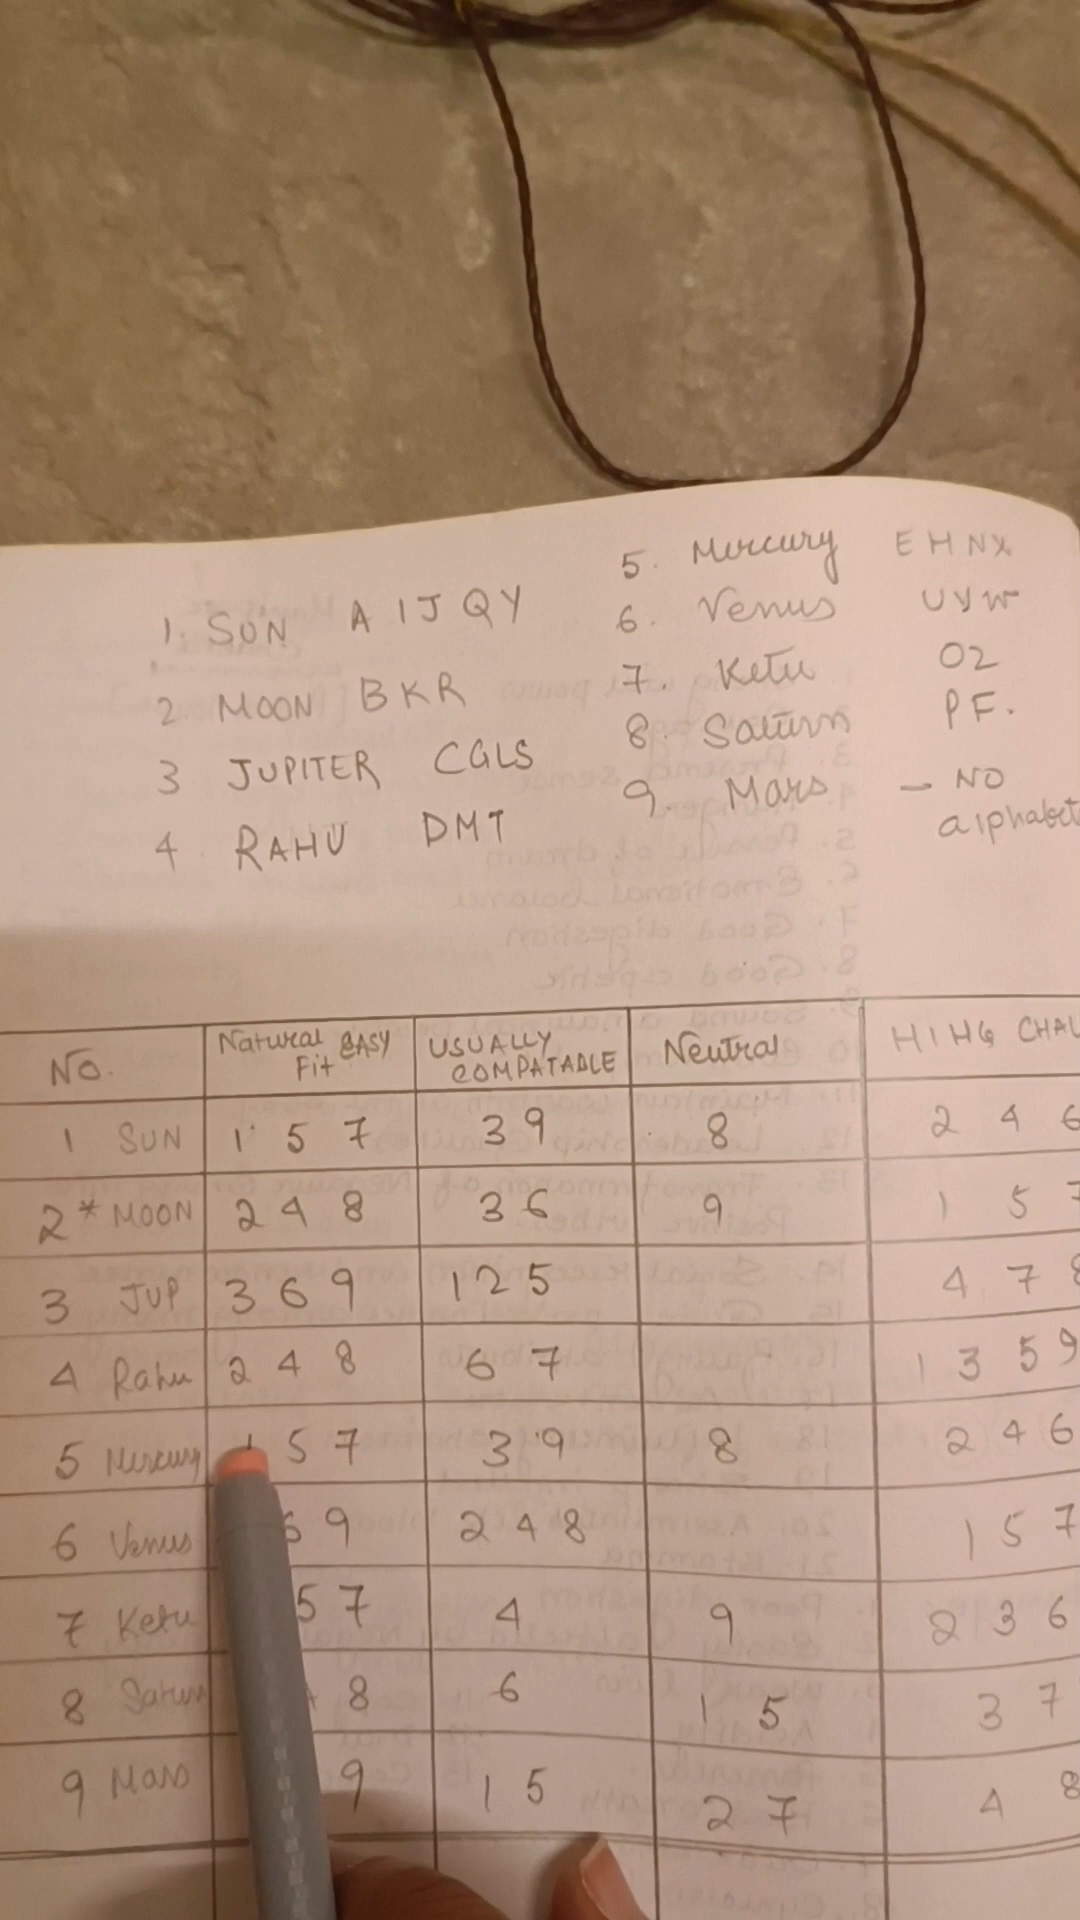 1. SUN A I J Q Y
2. MOON B K R
3 JUPITER C G L S
4. RAHU D M T
5. Mercury E H N X
6. Venus U V W
7. Ketu O Z
8. Saturn P F.
9. Mars - NO alphabet
NO. Natural EASY Fit USUALLY COMPATABLE Neutral HIHG
1 SUN 1 5 7 3 9 8 2 4 6
2* MOON 2 4 8 3 6 9 1 5 7
3 JUP 3 6 9 1 2 5 4 7 8
4 Rahu 2 4 8 6 7 1 3 5 9
5 Mercury 5 7 3 9 8 2 4 6
6 Venus 6 9 2 4 8 1 5 7
7 Ketu 5 7 4 9 2 3 6
8 8 6 1 5 3 7
9 Mars 9 1 5 2 7 4 8